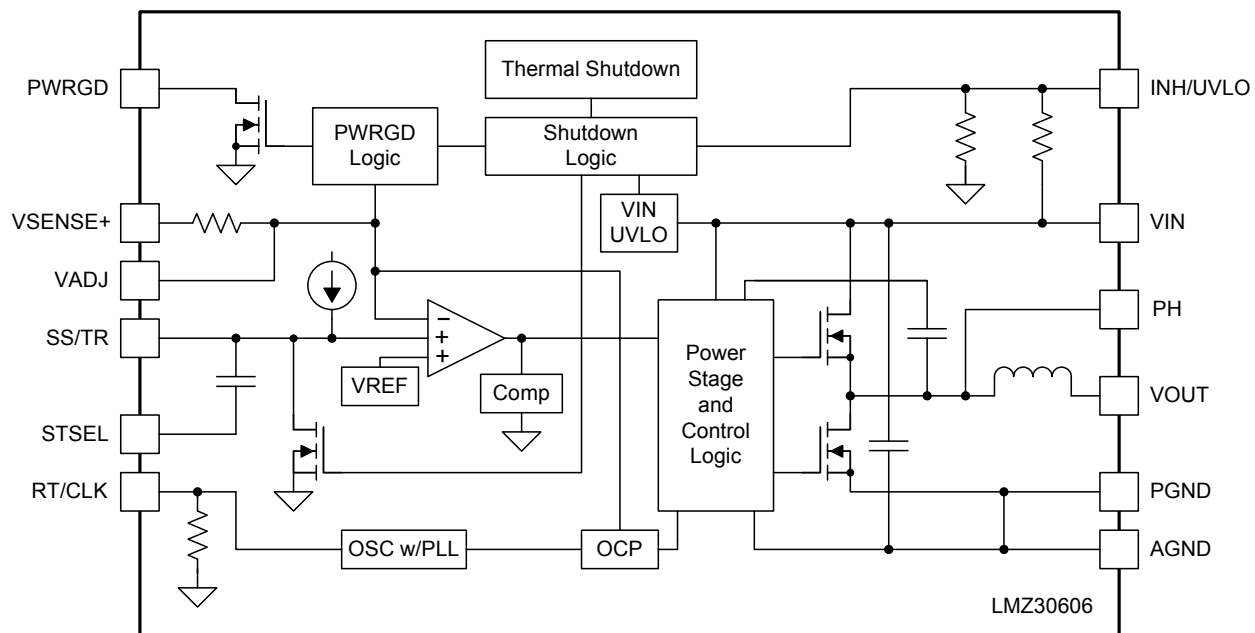 PWRGD
Thermal Shutdown
INH/UVLO
PWRGD
Logic
Shutdown
Logic
VSENSE+
VIN
UVLO
VIN
VADJ
PH
SS/TR
−
+
+
VREF
Comp
Power
Stage
and
Control
Logic
VOUT
STSEL
RT/CLK
PGND
OSC w/PLL
OCP
AGND
LMZ30606